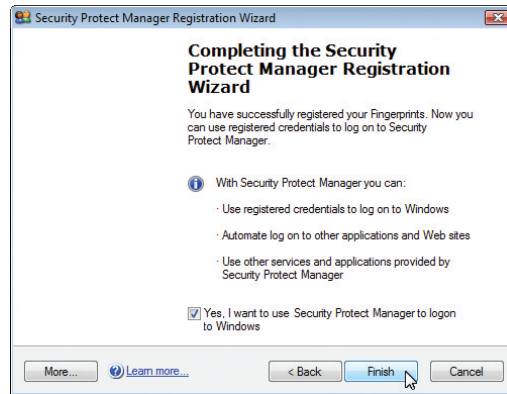 Security Protect Manager Registration Wizard
Completing the Security
Protect Manager Registration
Wizard
You have successfully registered your Fingerprints. Now you
can use registered credentials to log on to Security
Protect Manager.
With Security Protect Manager you can:
· Use registered credentials to log on to Windows
· Automate log on to other applications and Web sites
· Use other services and applications provided by
Security Protect Manager
Yes, I want to use Security Protect Manager to logon
to Windows
More... Learn more... < Back Finish Cancel